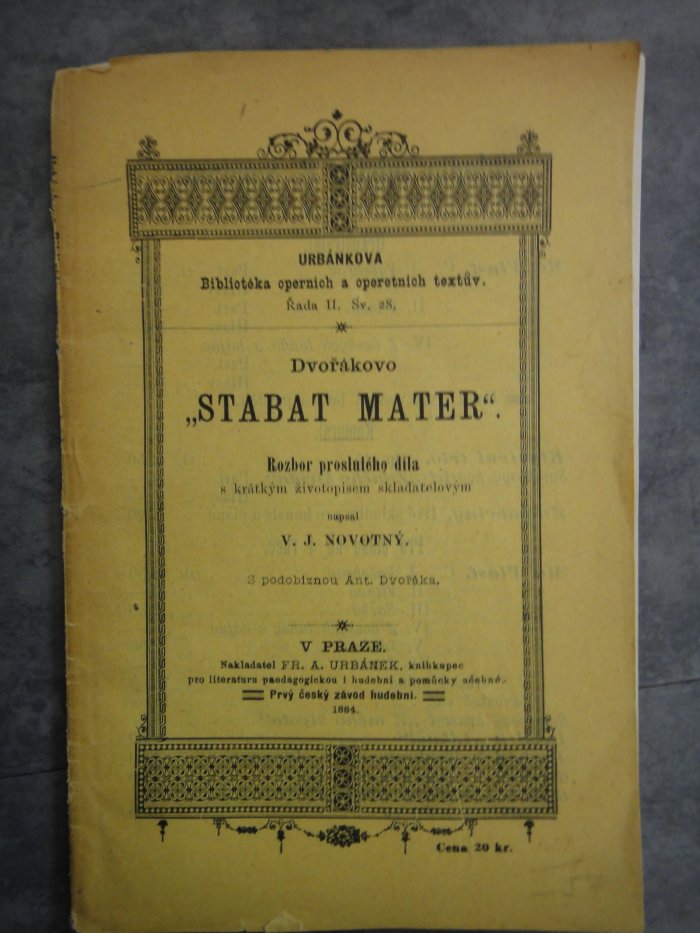 URBÁNKOVA
Bibliotéka operních a operetních textův.
Řada II. Sv. 28,
Dvořákovo
„STABAT MATER“.
Rozbor proslulého díla
s krátkým životopisem skladatelovým
napsal
V. J. NOVOTNÝ.
S podobiznou Ant. Dvořáka.
V PRAZE.
Nakladatel FR. A. URBÁNEK, knihkupec
pro literaturu paedagogickou i hudební a pomůcky učebné.
Prvý český závod hudební.
1884.
Cena 20 kr.